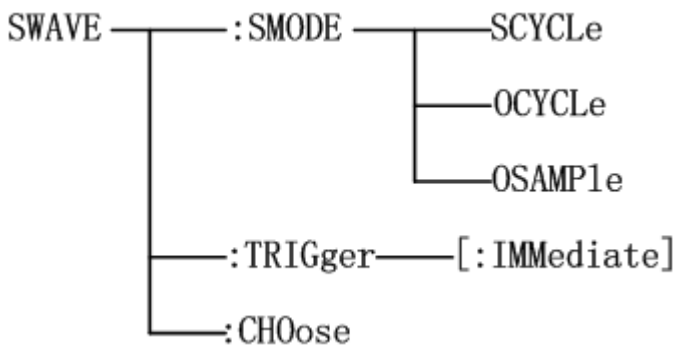 SWAVE :SMODE SCYCLe
OCYCLe
OSAMPle
:TRIGger [:IMMediate]
:CHOose